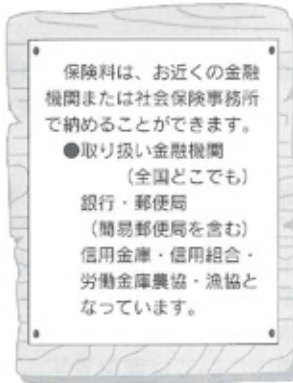 保険料は、お近くの金融
機関または社会保険事務所
で納めることができます。
●取り扱い金融機関
（全国どこでも）
銀行・郵便局
（簡易郵便局を含む）
信用金庫・信用組合・
労働金庫農協・漁協と
なっています。